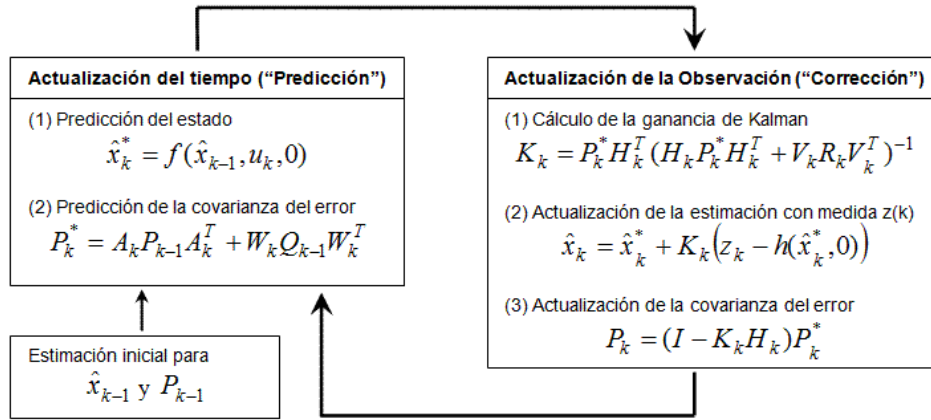 Actualización del tiempo (“Predicción”)
(1) Predicción del estado
x̂*_k = f(x̂_{k-1}, u_k, 0)
(2) Predicción de la covarianza del error
P*_k = A_k P_{k-1} A_k^T + W_k Q_{k-1} W_k^T
Estimación inicial para
x̂_{k-1} y P_{k-1}
Actualización de la Observación (“Corrección”)
(1) Cálculo de la ganancia de Kalman
K_k = P*_k H_k^T (H_k P*_k H_k^T + V_k R_k V_k^T)^{-1}
(2) Actualización de la estimación con medida z(k)
x̂_k = x̂*_k + K_k (z_k − h(x̂*_k, 0))
(3) Actualización de la covarianza del error
P_k = (I − K_k H_k) P*_k